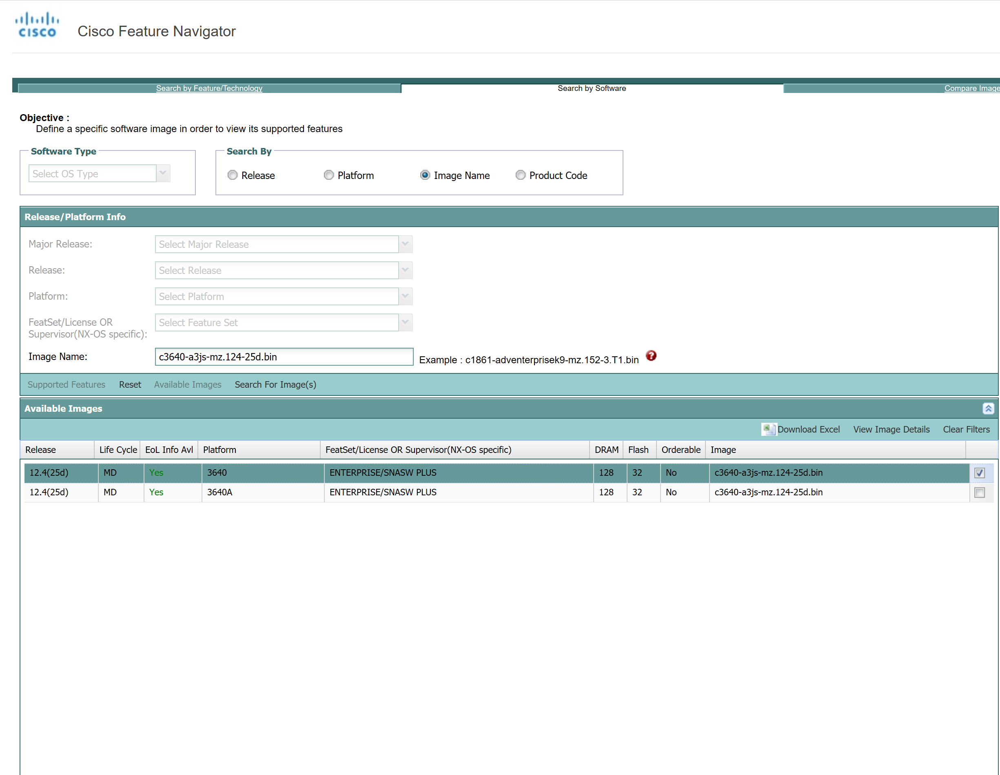 CISCO
Cisco Feature Navigator
Search by Feature/Technology
Search by Software
Compare Image
Objective :
Define a specific software image in order to view its supported features
Software Type
Select OS Type
Search By
Release
Platform
Image Name
Product Code
Release/Platform Info
Major Release:
Select Major Release
Release:
Select Release
Platform:
Select Platform
FeatSet/License OR
Supervisor(NX-OS specific):
Select Feature Set
Image Name:
c3640-a3js-mz.124-25d.bin
Example : c1861-adventerprisek9-mz.152-3.T1.bin
?
Supported Features Reset Available Images Search For Image(s)
Available Images
Download Excel View Image Details Clear Filters
Release Life Cycle EoL Info Avl Platform FeatSet/License OR Supervisor(NX-OS specific) DRAM Flash Orderable Image
12.4(25d) MD Yes 3640 ENTERPRISE/SNASW PLUS 128 32 No c3640-a3js-mz.124-25d.bin
12.4(25d) MD Yes 3640A ENTERPRISE/SNASW PLUS 128 32 No c3640-a3js-mz.124-25d.bin